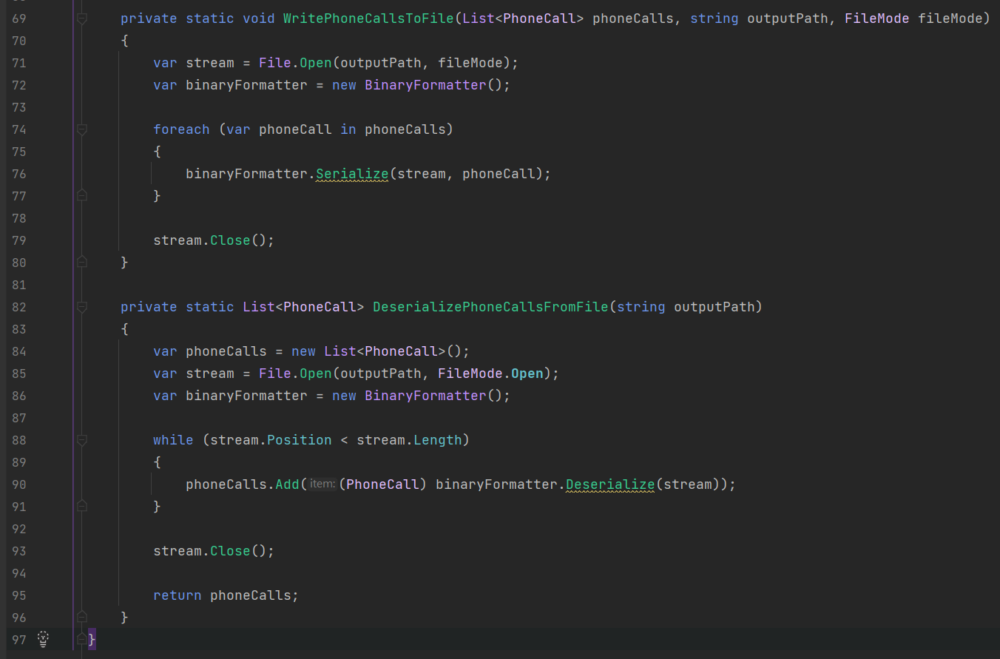 69 private static void WritePhoneCallsToFile(List<PhoneCall> phoneCalls, string outputPath, FileMode fileMode)
70 {
71 var stream = File.Open(outputPath, fileMode);
72 var binaryFormatter = new BinaryFormatter();
73
74 foreach (var phoneCall in phoneCalls)
75 {
76 binaryFormatter.Serialize(stream, phoneCall);
77 }
78
79 stream.Close();
80 }
81
82 private static List<PhoneCall> DeserializePhoneCallsFromFile(string outputPath)
83 {
84 var phoneCalls = new List<PhoneCall>();
85 var stream = File.Open(outputPath, FileMode.Open);
86 var binaryFormatter = new BinaryFormatter();
87
88 while (stream.Position < stream.Length)
89 {
90 phoneCalls.Add(item: (PhoneCall) binaryFormatter.Deserialize(stream));
91 }
92
93 stream.Close();
94
95 return phoneCalls;
96 }
97 }